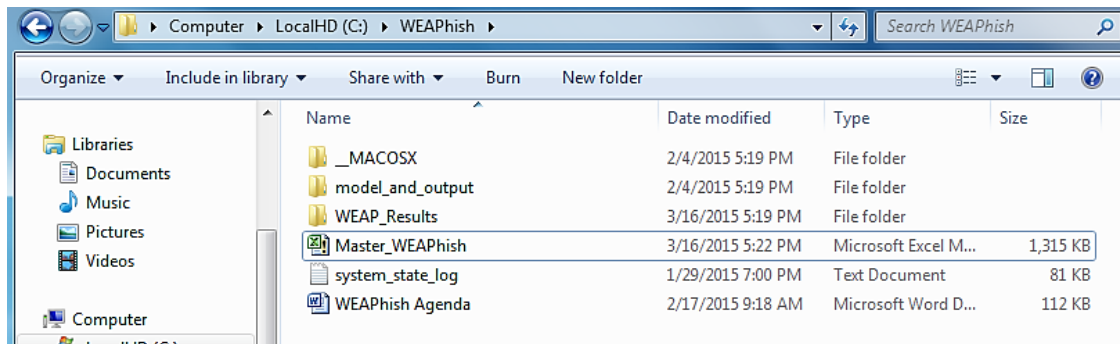 Computer LocalHD (C:) WEAPhish Search WEAPhish
Organize Include in library Share with Burn New folder
Name Date modified Type Size
Libraries
Documents
Music
Pictures
Videos
Computer
LocalHD (C:)
__MACOSX 2/4/2015 5:19 PM File folder
model_and_output 2/4/2015 5:19 PM File folder
WEAP_Results 3/16/2015 5:19 PM File folder
Master_WEAPhish 3/16/2015 5:22 PM Microsoft Excel M... 1,315 KB
system_state_log 1/29/2015 7:00 PM Text Document 81 KB
WEAPhish Agenda 2/17/2015 9:18 AM Microsoft Word D... 112 KB